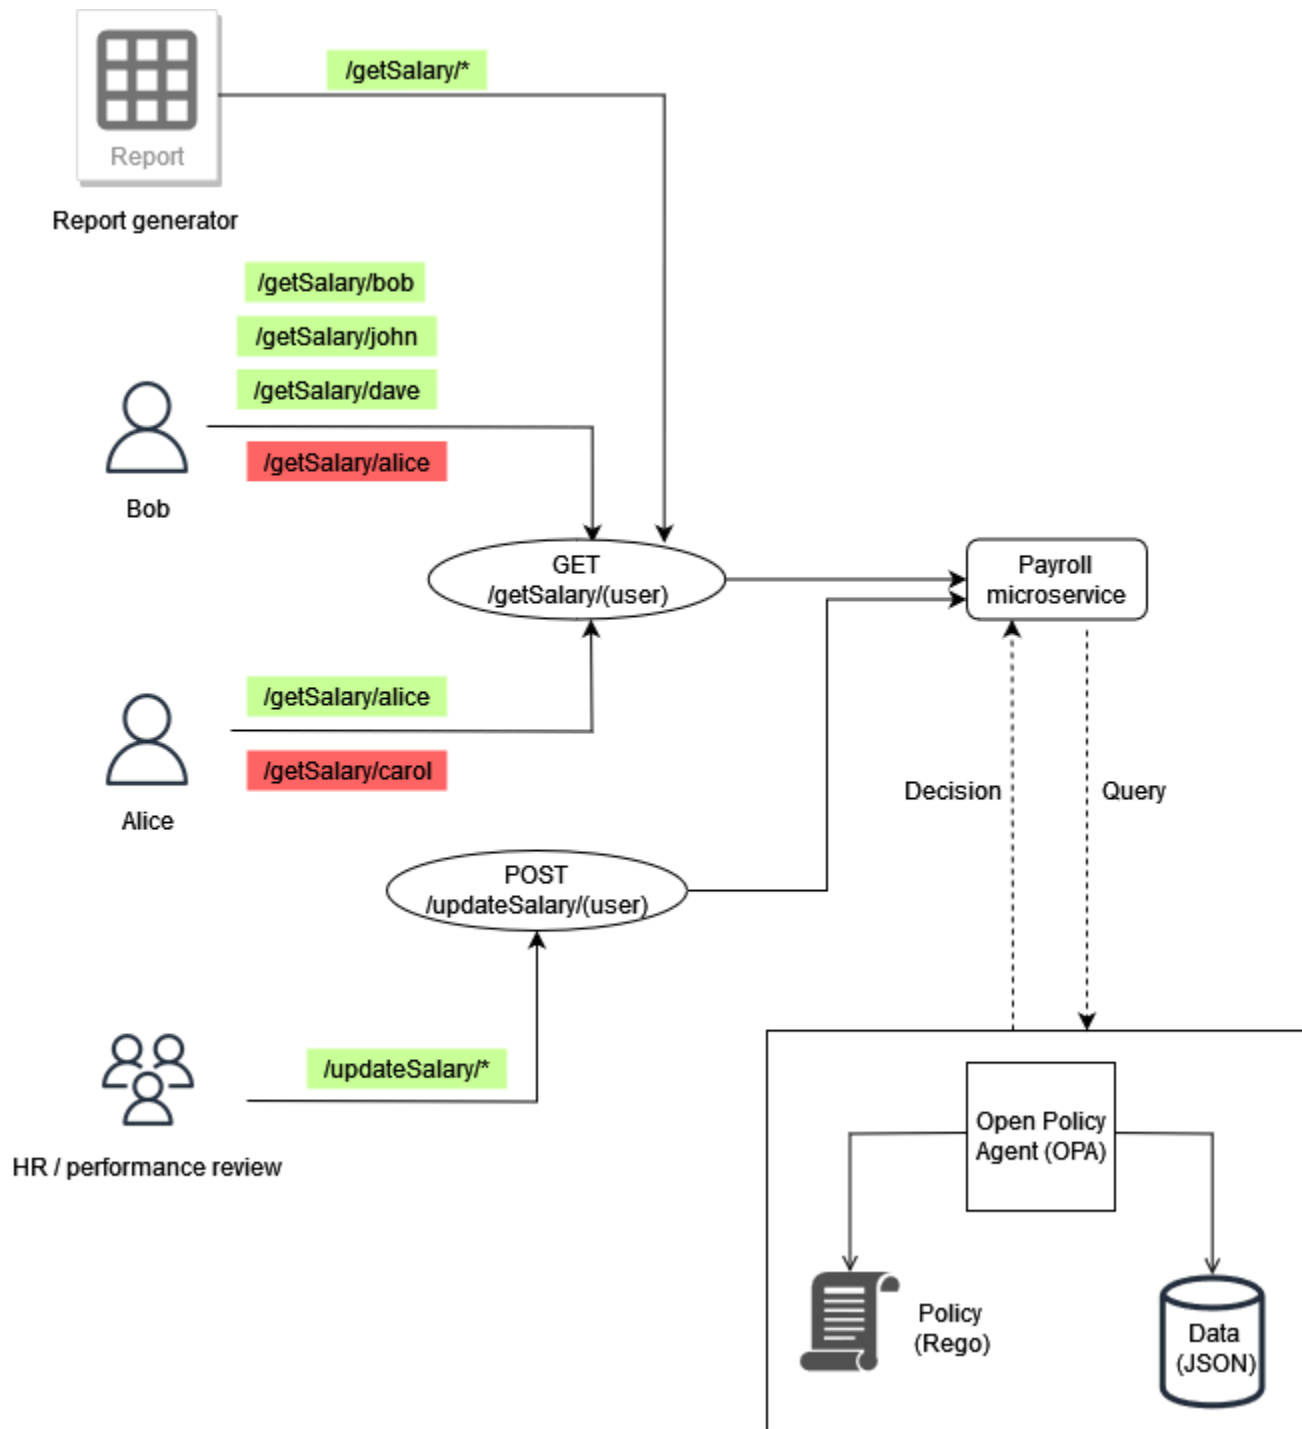 /getSalary/*
Report
Report generator
/getSalary/bob
/getSalary/john
/getSalary/dave
/getSalary/alice
Bob
GET
/getSalary/(user)
Payroll
microservice
/getSalary/alice
/getSalary/carol
Alice
Decision
Query
POST
/updateSalary/(user)
/updateSalary/*
HR / performance review
Open Policy
Agent (OPA)
Policy
(Rego)
Data
(JSON)